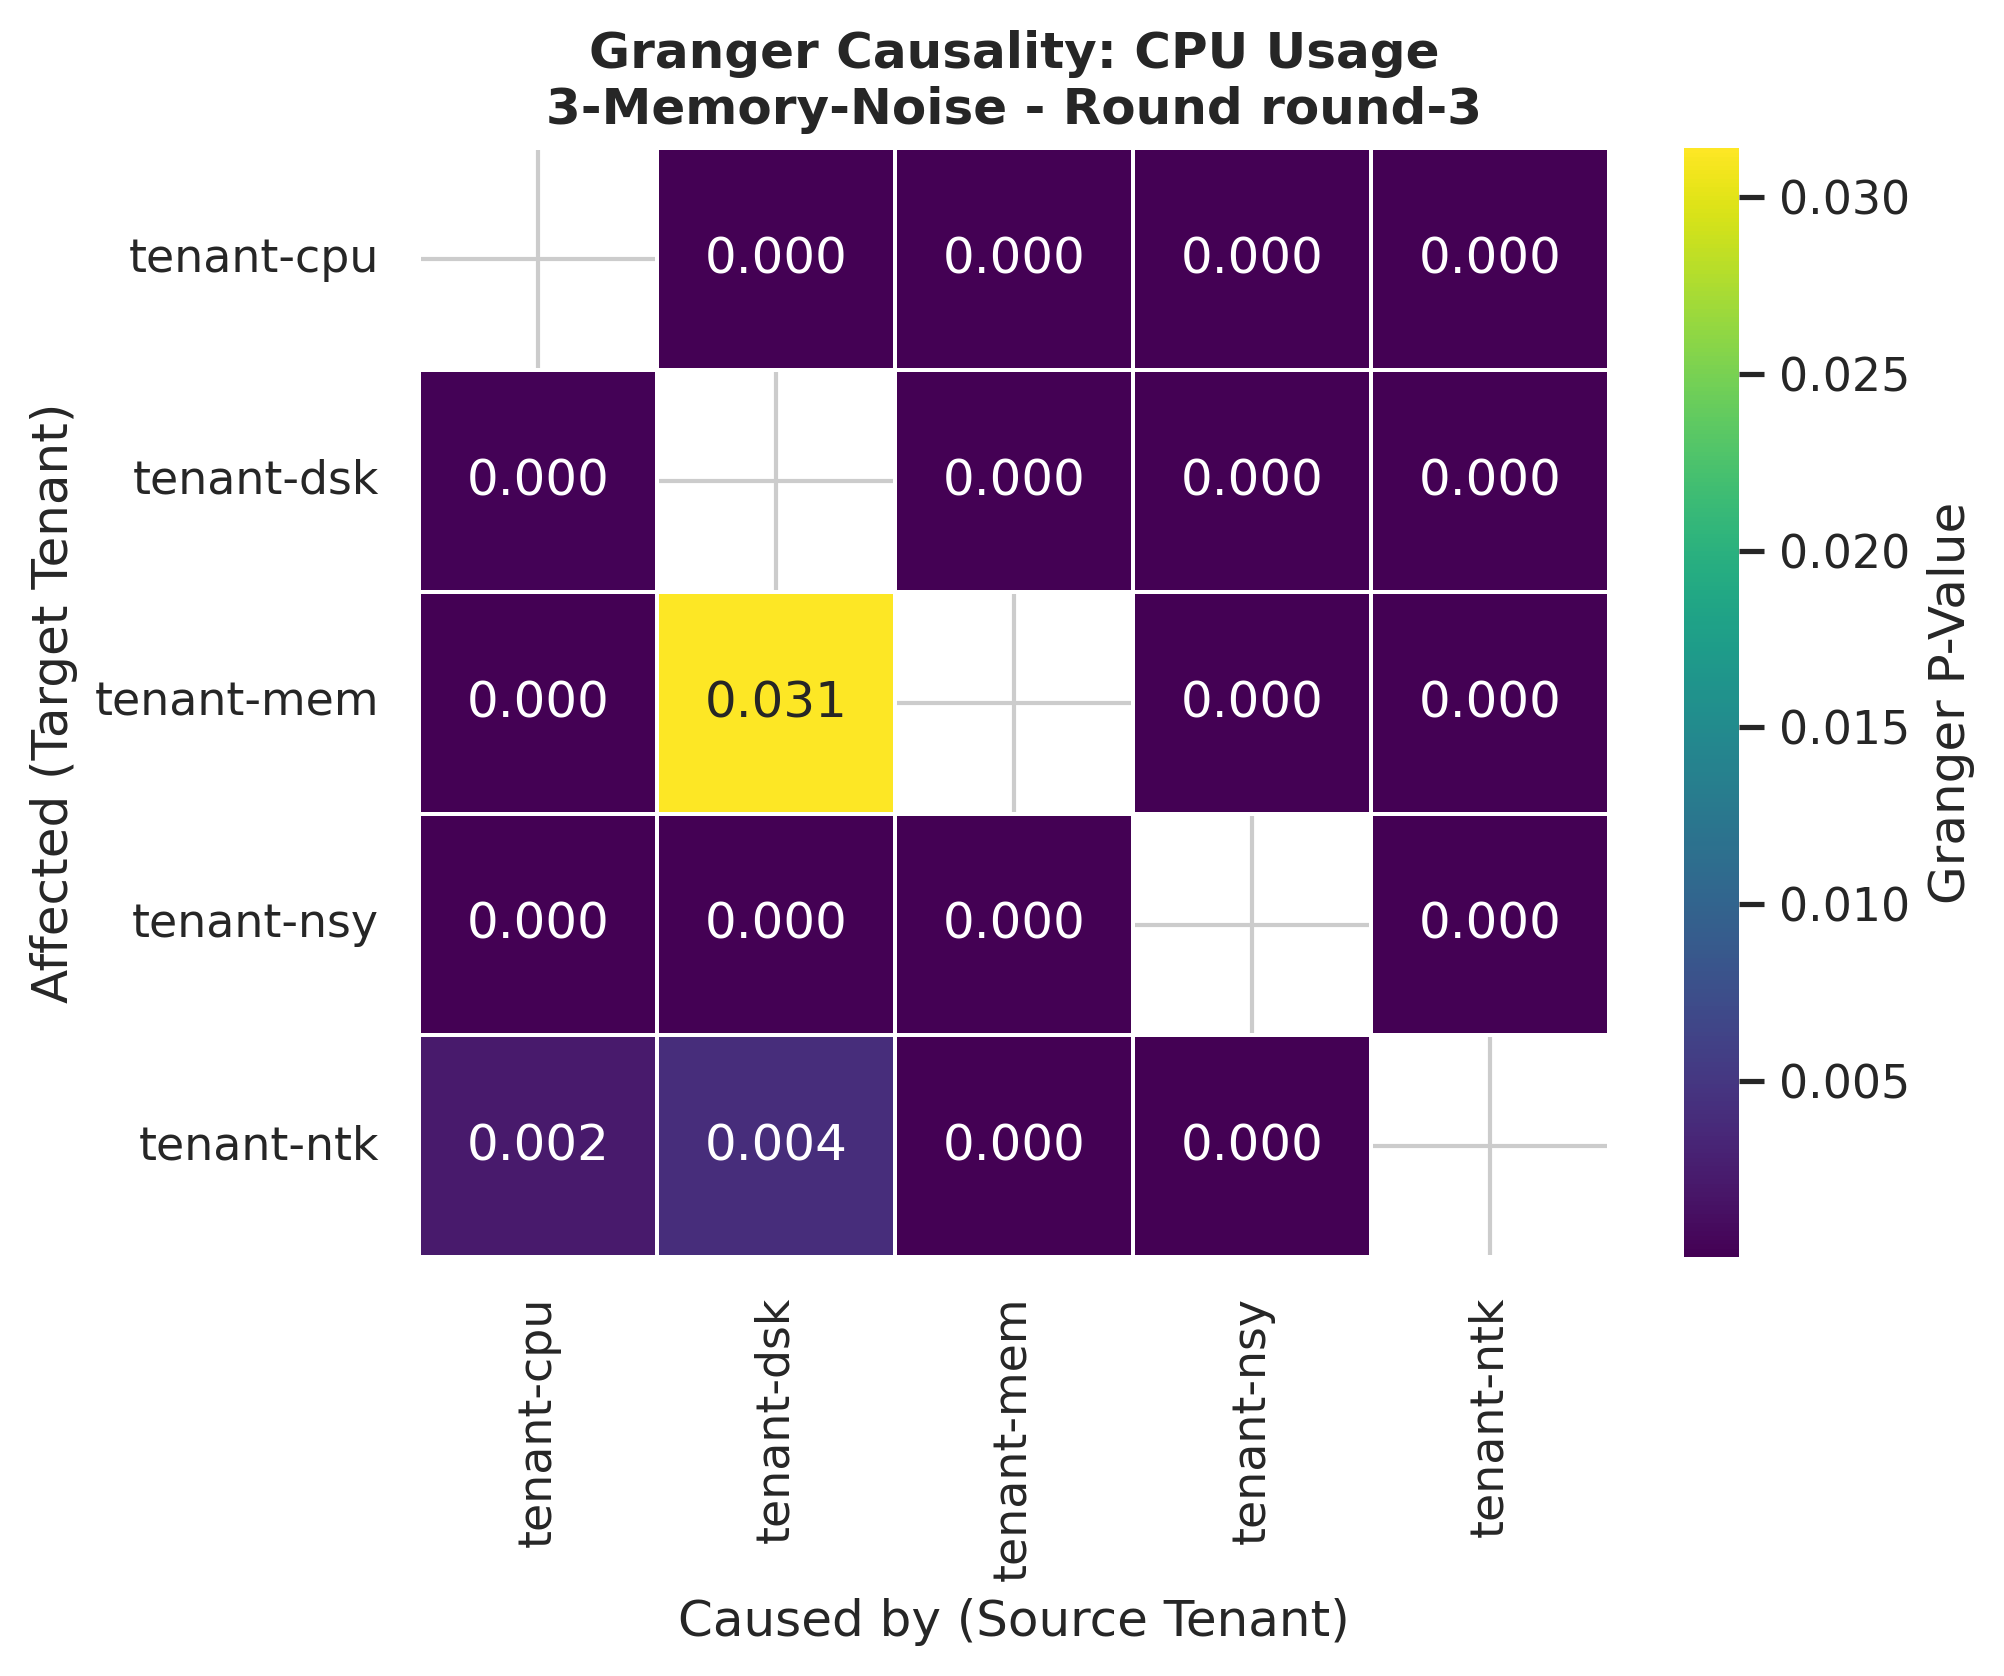 Granger Causality: CPU Usage
3-Memory-Noise - Round round-3
Affected (Target Tenant)
tenant-cpu 0.000 0.000 0.000 0.000
tenant-dsk 0.000 0.000 0.000 0.000
tenant-mem 0.000 0.031 0.000 0.000
tenant-nsy 0.000 0.000 0.000 0.000
tenant-ntk 0.002 0.004 0.000 0.000
tenant-cpu
tenant-dsk
tenant-mem
tenant-nsy
tenant-ntk
Caused by (Source Tenant)
0.030
0.025
0.020
0.015
0.010
0.005
Granger P-Value